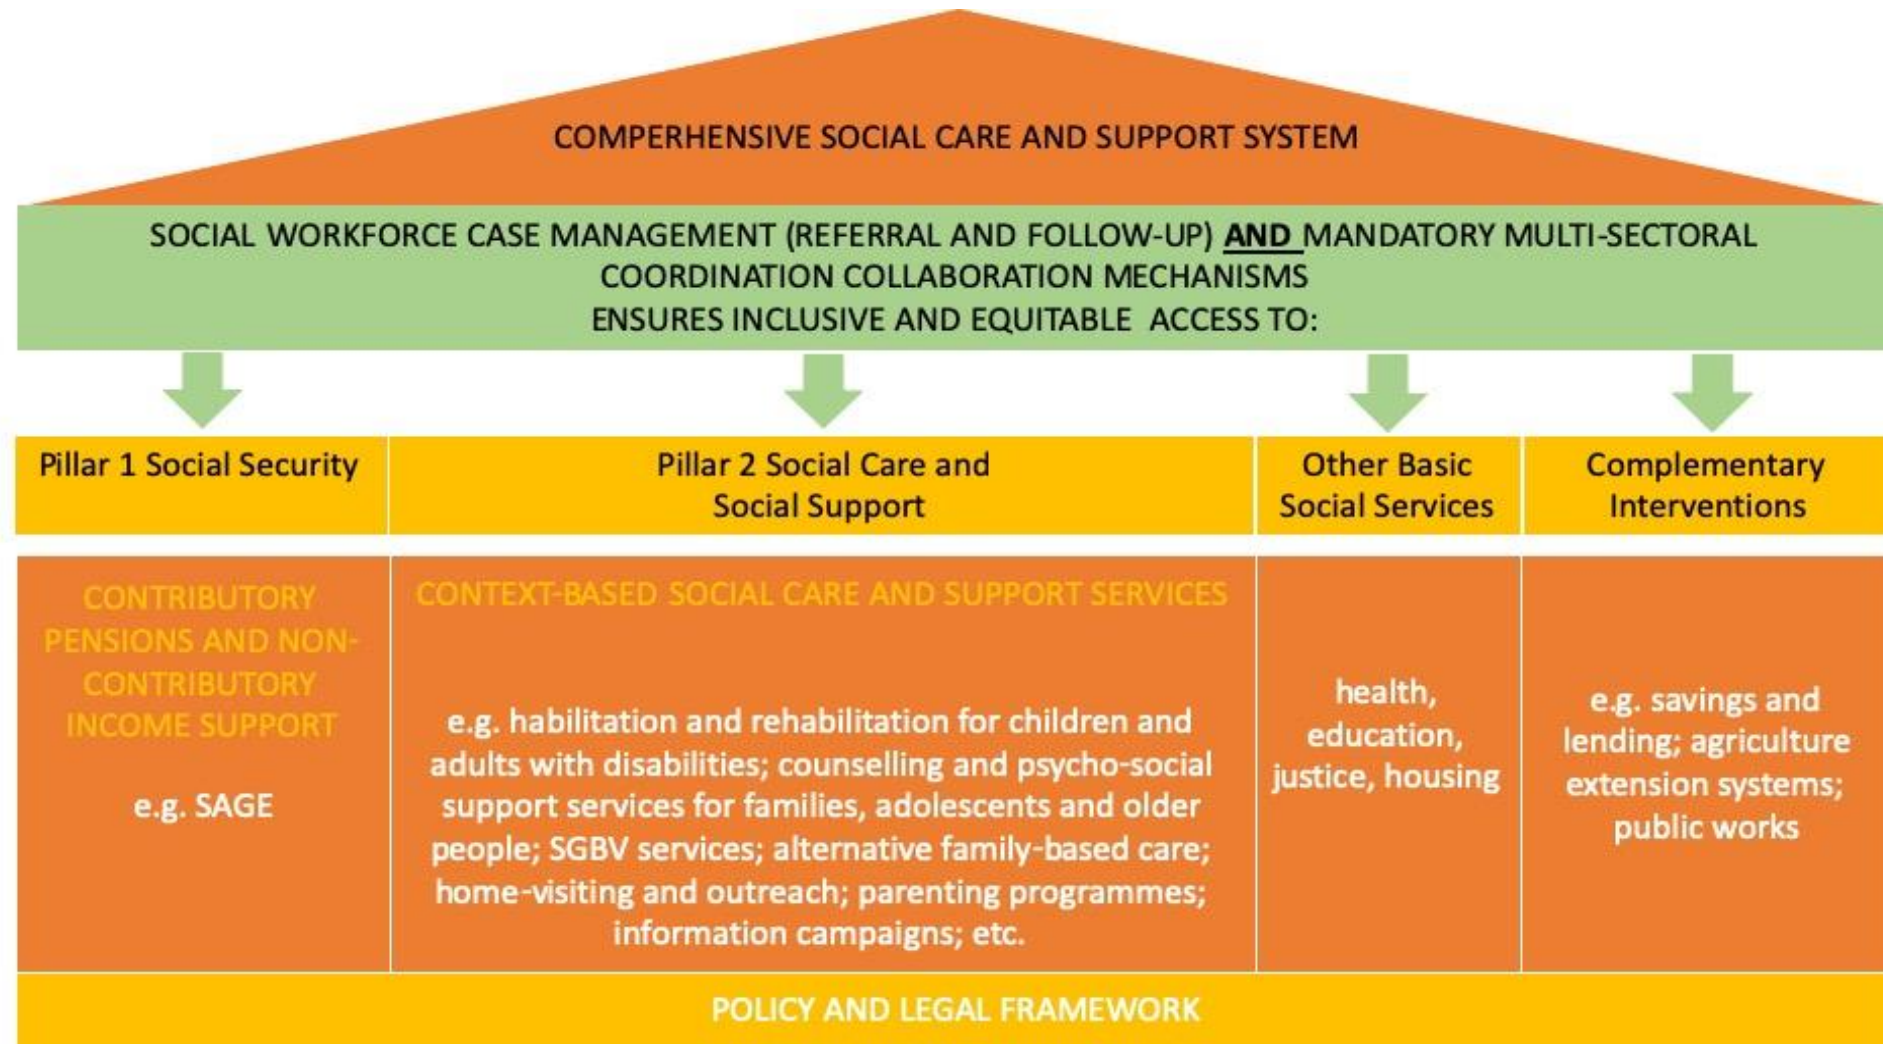 COMPERHENSIVE SOCIAL CARE AND SUPPORT SYSTEM
SOCIAL WORKFORCE CASE MANAGEMENT (REFERRAL AND FOLLOW-UP) AND MANDATORY MULTI-SECTORAL
COORDINATION COLLABORATION MECHANISMS
ENSURES INCLUSIVE AND EQUITABLE ACCESS TO:
Pillar 1 Social Security
Pillar 2 Social Care and
Social Support
Other Basic
Social Services
Complementary
Interventions
CONTRIBUTORY
PENSIONS AND NON-
CONTRIBUTORY
INCOME SUPPORT
e.g. SAGE
CONTEXT-BASED SOCIAL CARE AND SUPPORT SERVICES
e.g. habilitation and rehabilitation for children and
adults with disabilities; counselling and psycho-social
support services for families, adolescents and older
people; SGBV services; alternative family-based care;
home-visiting and outreach; parenting programmes;
information campaigns; etc.
health,
education,
justice, housing
e.g. savings and
lending; agriculture
extension systems;
public works
POLICY AND LEGAL FRAMEWORK